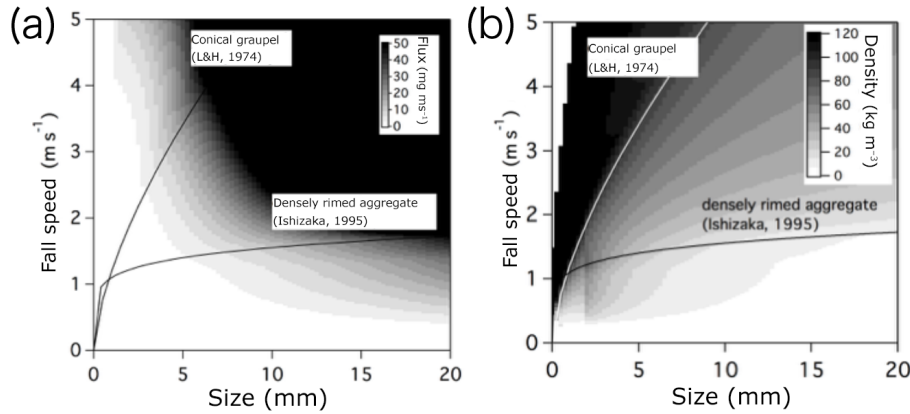 (a)
5
4
3
2
1
0
Fall speed (m s⁻¹)
Conical graupel
(L&H, 1974)
50
40
30
20
10
0
Flux (mg ms⁻¹)
Densely rimed aggregate
(Ishizaka, 1995)
0 5 10 15 20
Size (mm)
(b)
5
4
3
2
1
0
Fall speed (m s⁻¹)
Conical graupel
(L&H, 1974)
120
100
80
60
40
20
0
Density (kg m⁻³)
densely rimed aggregate
(Ishizaka, 1995)
0 5 10 15 20
Size (mm)